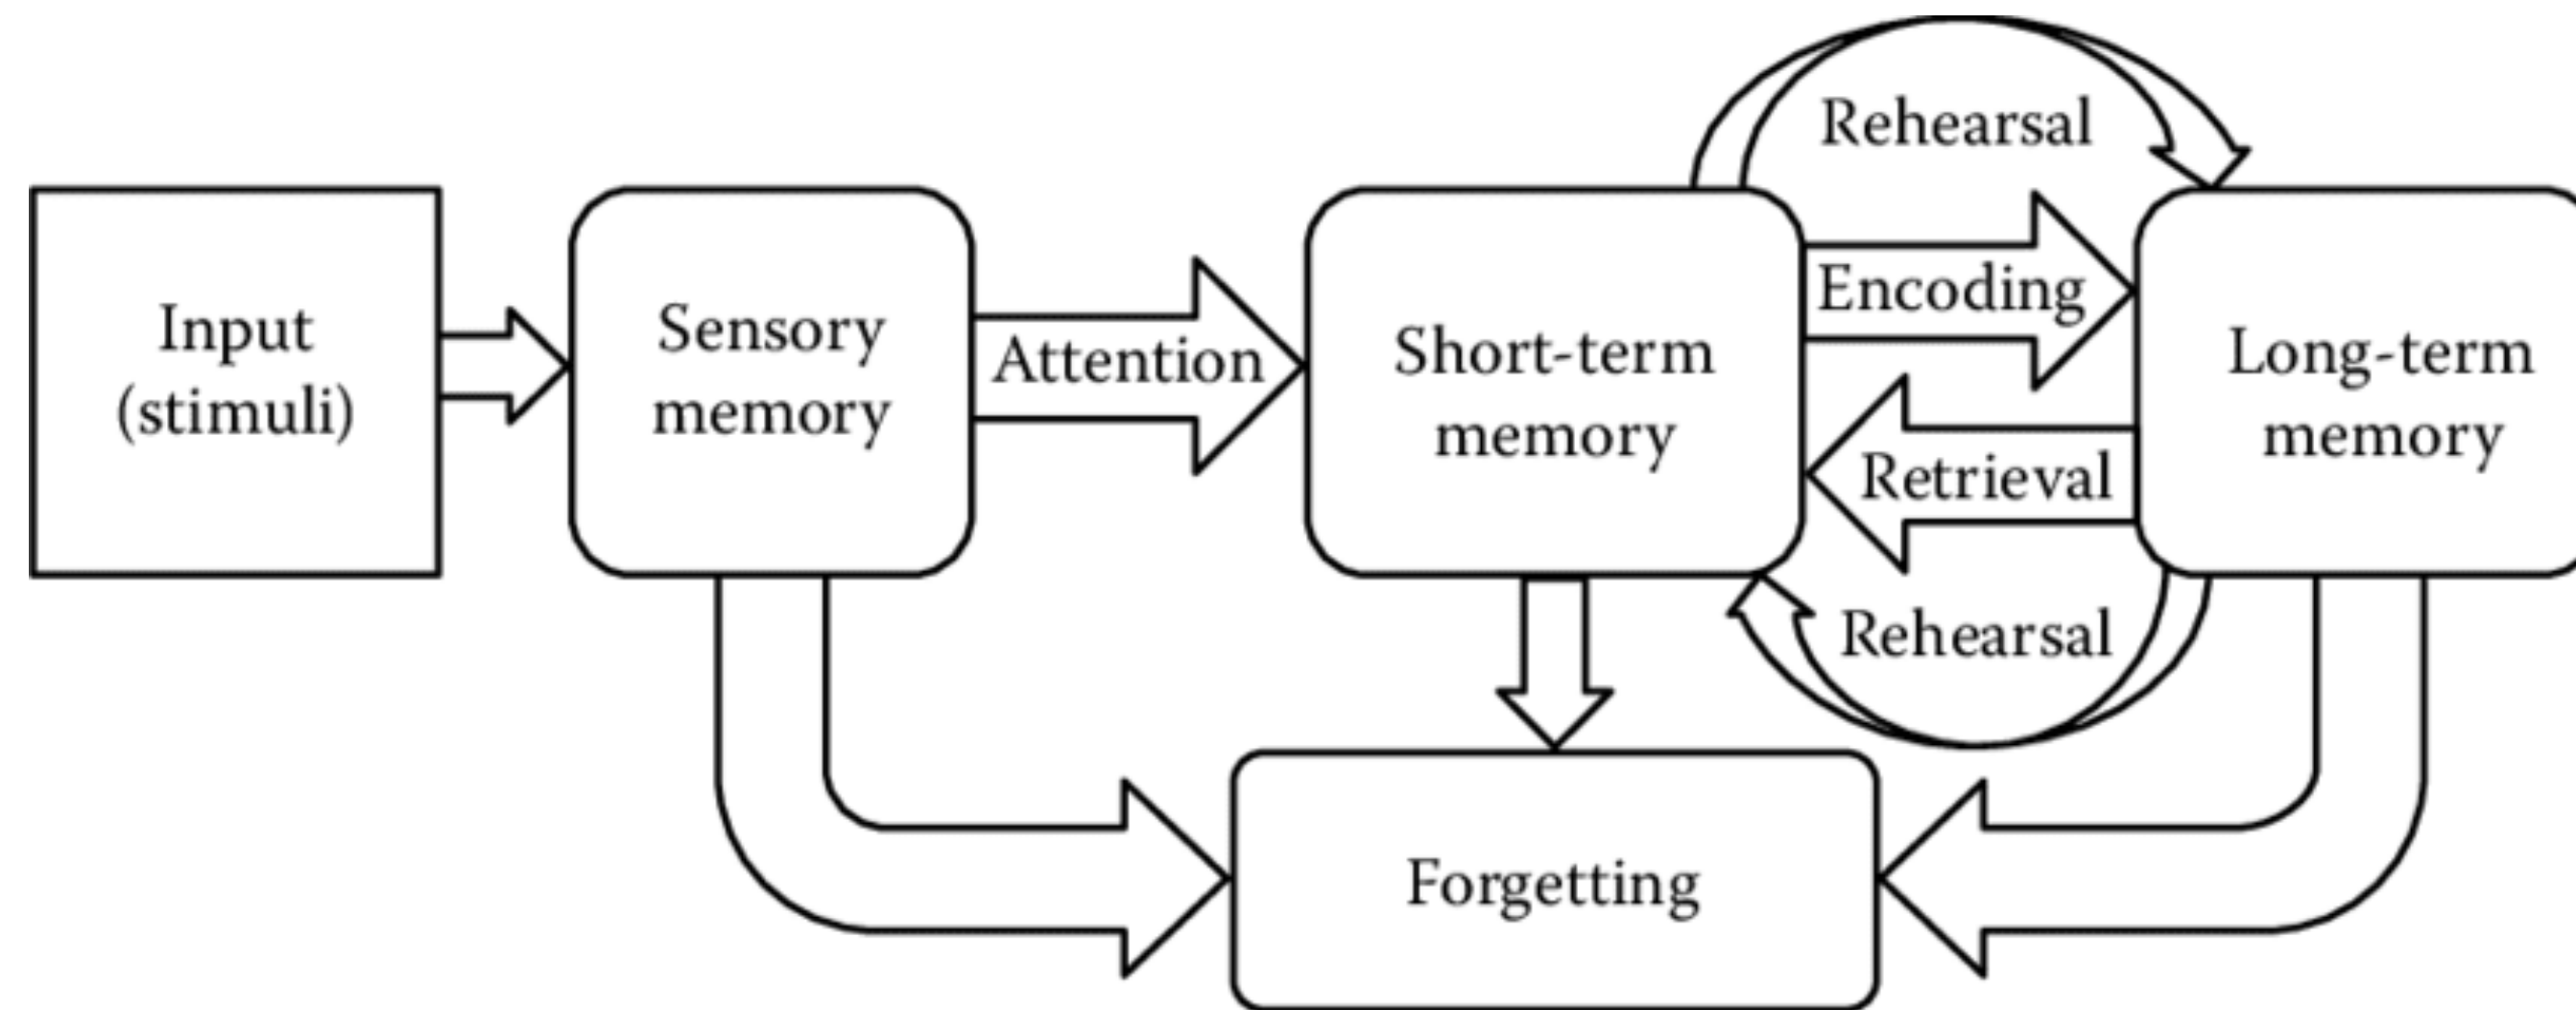 Input
(stimuli)
Sensory
memory
Attention
Short-term
memory
Rehearsal
Encoding
Retrieval
Rehearsal
Long-term
memory
Forgetting